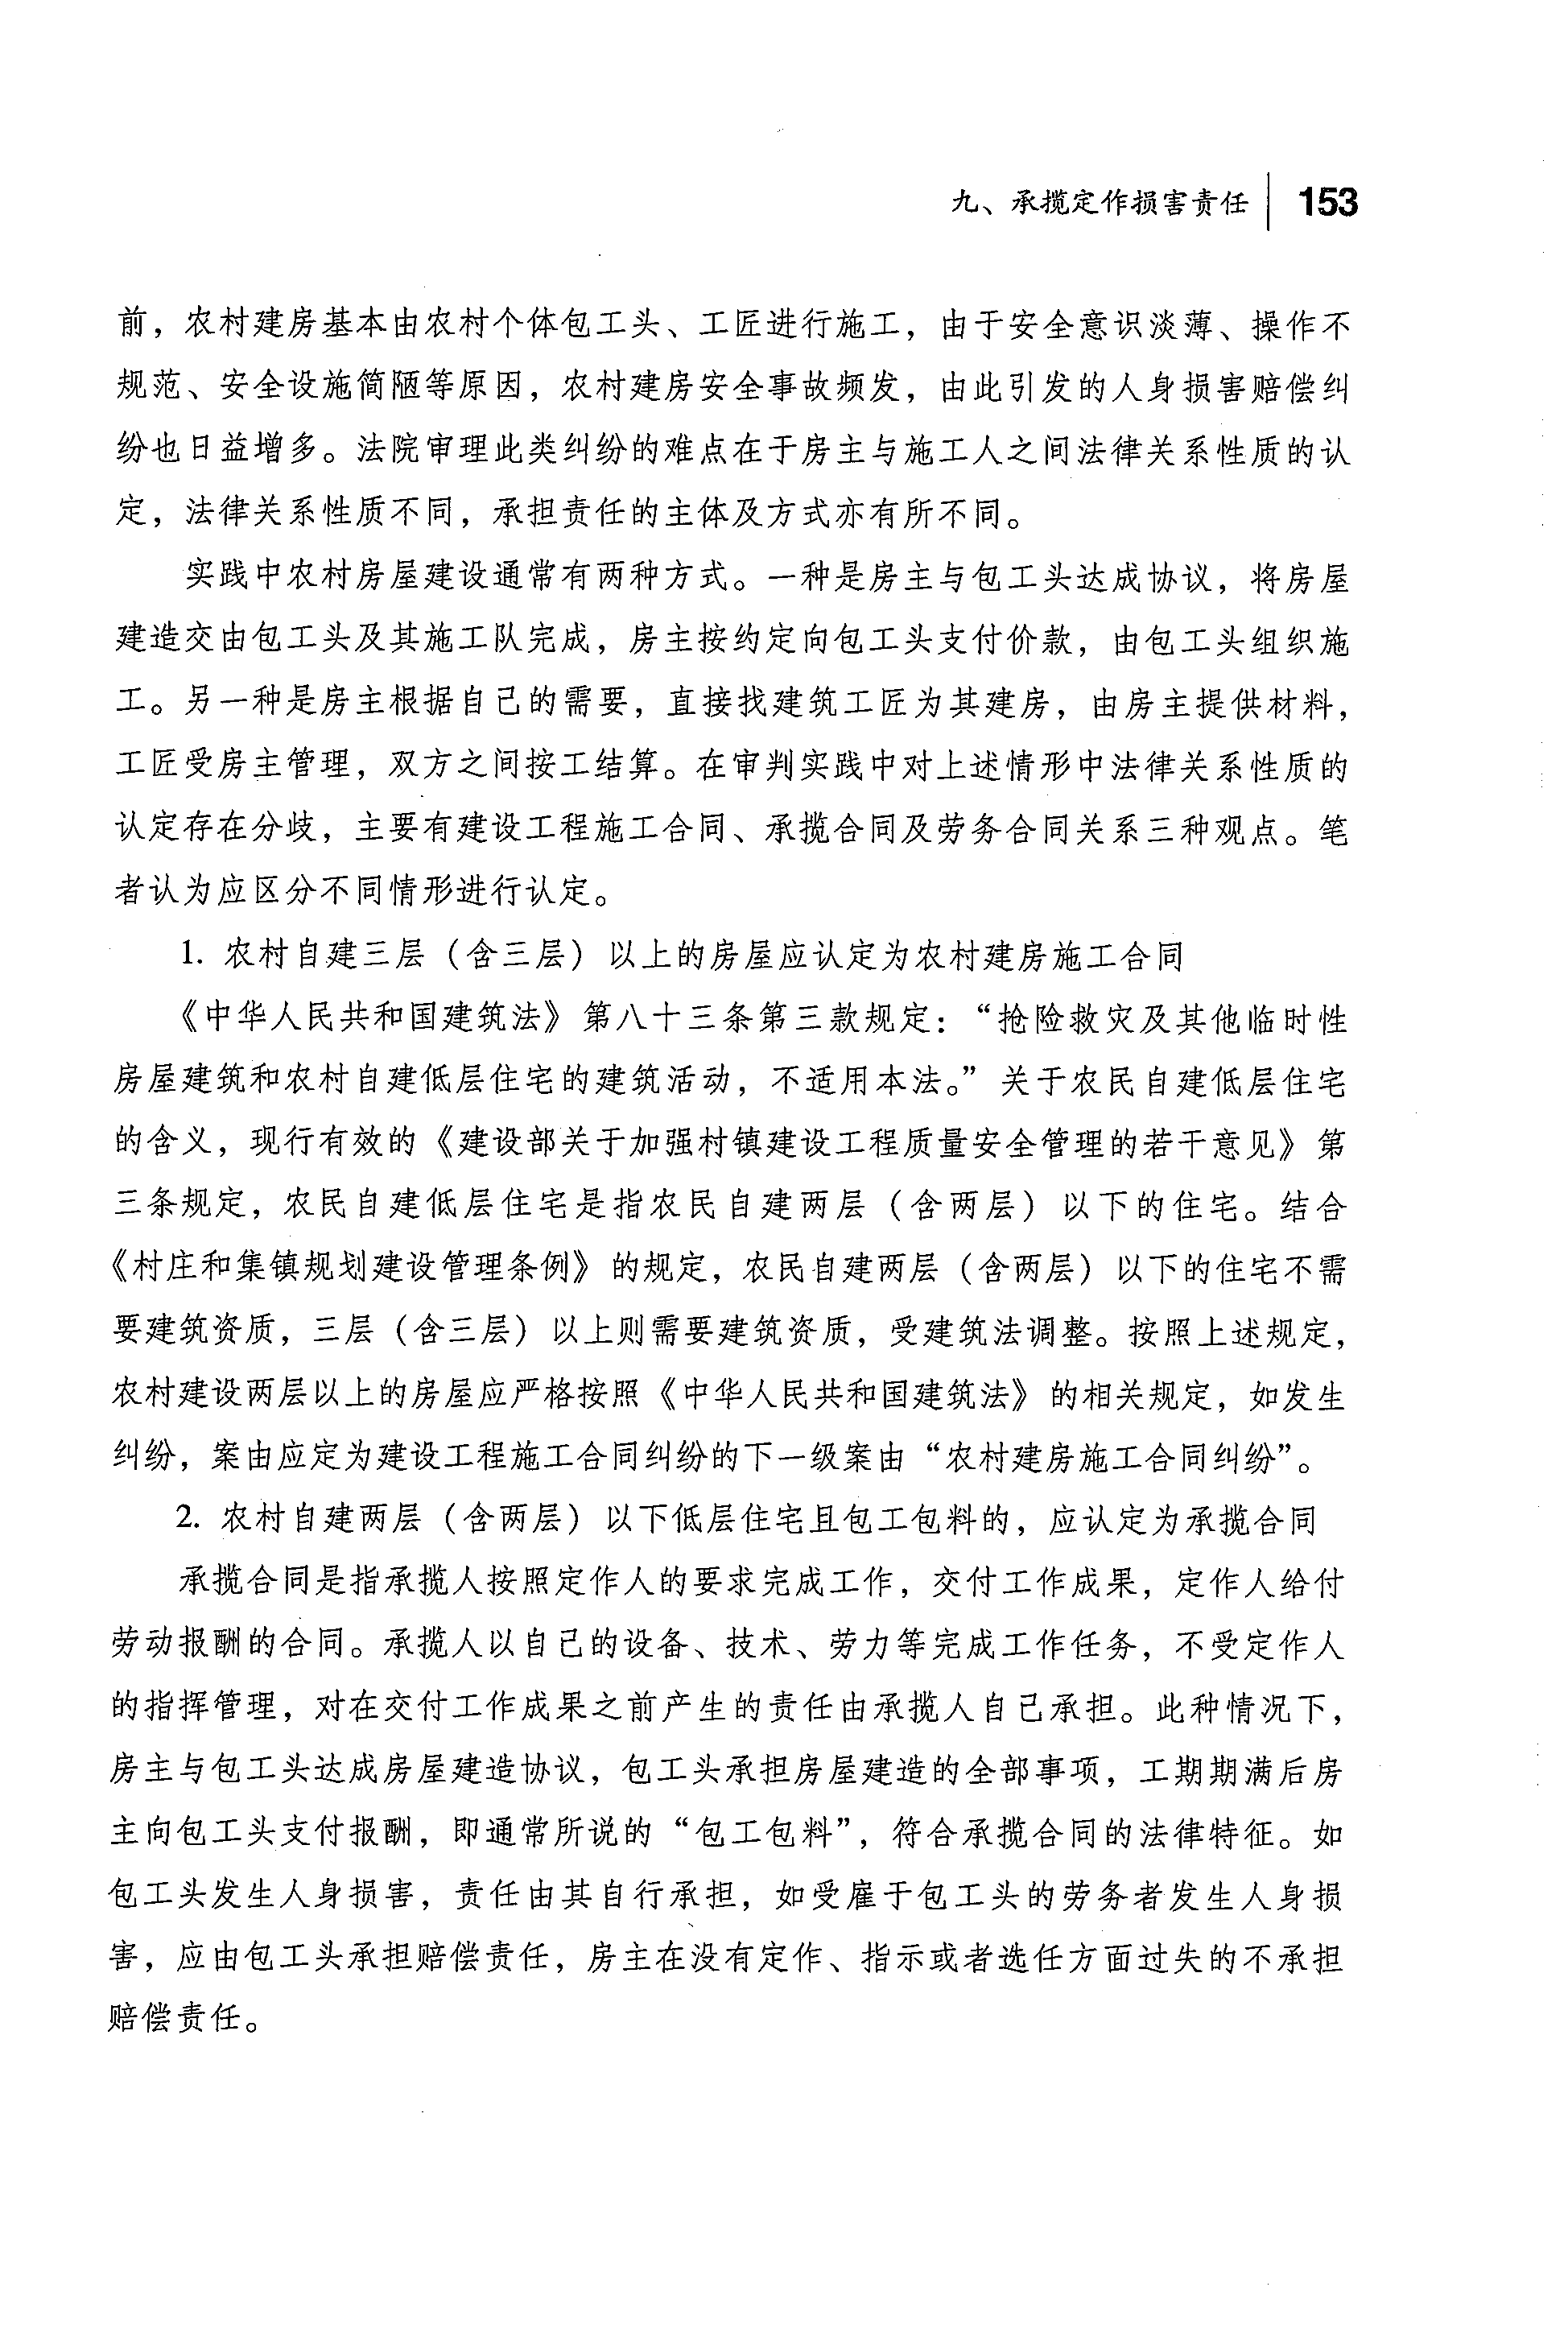 九、承揽定作损害责任 153
前，农村建房基本由农村个体包工头、工匠进行施工，由于安全意识淡薄、操作不
规范、安全设施简陋等原因，农村建房安全事故频发，由此引发的人身损害赔偿纠
纷也日益增多。法院审理此类纠纷的难点在于房主与施工人之间法律关系性质的认
定，法律关系性质不同，承担责任的主体及方式亦有所不同。
实践中农村房屋建设通常有两种方式。一种是房主与包工头达成协议，将房屋
建造交由包工头及其施工队完成，房主按约定向包工头支付价款，由包工头组织施
工。另一种是房主根据自己的需要，直接找建筑工匠为其建房，由房主提供材料，
工匠受房主管理，双方之间按工结算。在审判实践中对上述情形中法律关系性质的
认定存在分歧，主要有建设工程施工合同、承揽合同及劳务合同关系三种观点。笔
者认为应区分不同情形进行认定。
1. 农村自建三层（含三层）以上的房屋应认定为农村建房施工合同
《中华人民共和国建筑法》第八十三条第三款规定：“抢险救灾及其他临时性
房屋建筑和农村自建低层住宅的建筑活动，不适用本法。”关于农民自建低层住宅
的含义，现行有效的《建设部关于加强村镇建设工程质量安全管理的若干意见》第
三条规定，农民自建低层住宅是指农民自建两层（含两层）以下的住宅。结合
《村庄和集镇规划建设管理条例》的规定，农民自建两层（含两层）以下的住宅不需
要建筑资质，三层（含三层）以上则需要建筑资质，受建筑法调整。按照上述规定，
农村建设两层以上的房屋应严格按照《中华人民共和国建筑法》的相关规定，如发生
纠纷，案由应定为建设工程施工合同纠纷的下一级案由“农村建房施工合同纠纷”。
2. 农村自建两层（含两层）以下低层住宅且包工包料的，应认定为承揽合同
承揽合同是指承揽人按照定作人的要求完成工作，交付工作成果，定作人给付
劳动报酬的合同。承揽人以自己的设备、技术、劳力等完成工作任务，不受定作人
的指挥管理，对在交付工作成果之前产生的责任由承揽人自己承担。此种情况下，
房主与包工头达成房屋建造协议，包工头承担房屋建造的全部事项，工期期满后房
主向包工头支付报酬，即通常所说的“包工包料”，符合承揽合同的法律特征。如
包工头发生人身损害，责任由其自行承担，如受雇于包工头的劳务者发生人身损
害，应由包工头承担赔偿责任，房主在没有定作、指示或者选任方面过失的不承担
赔偿责任。